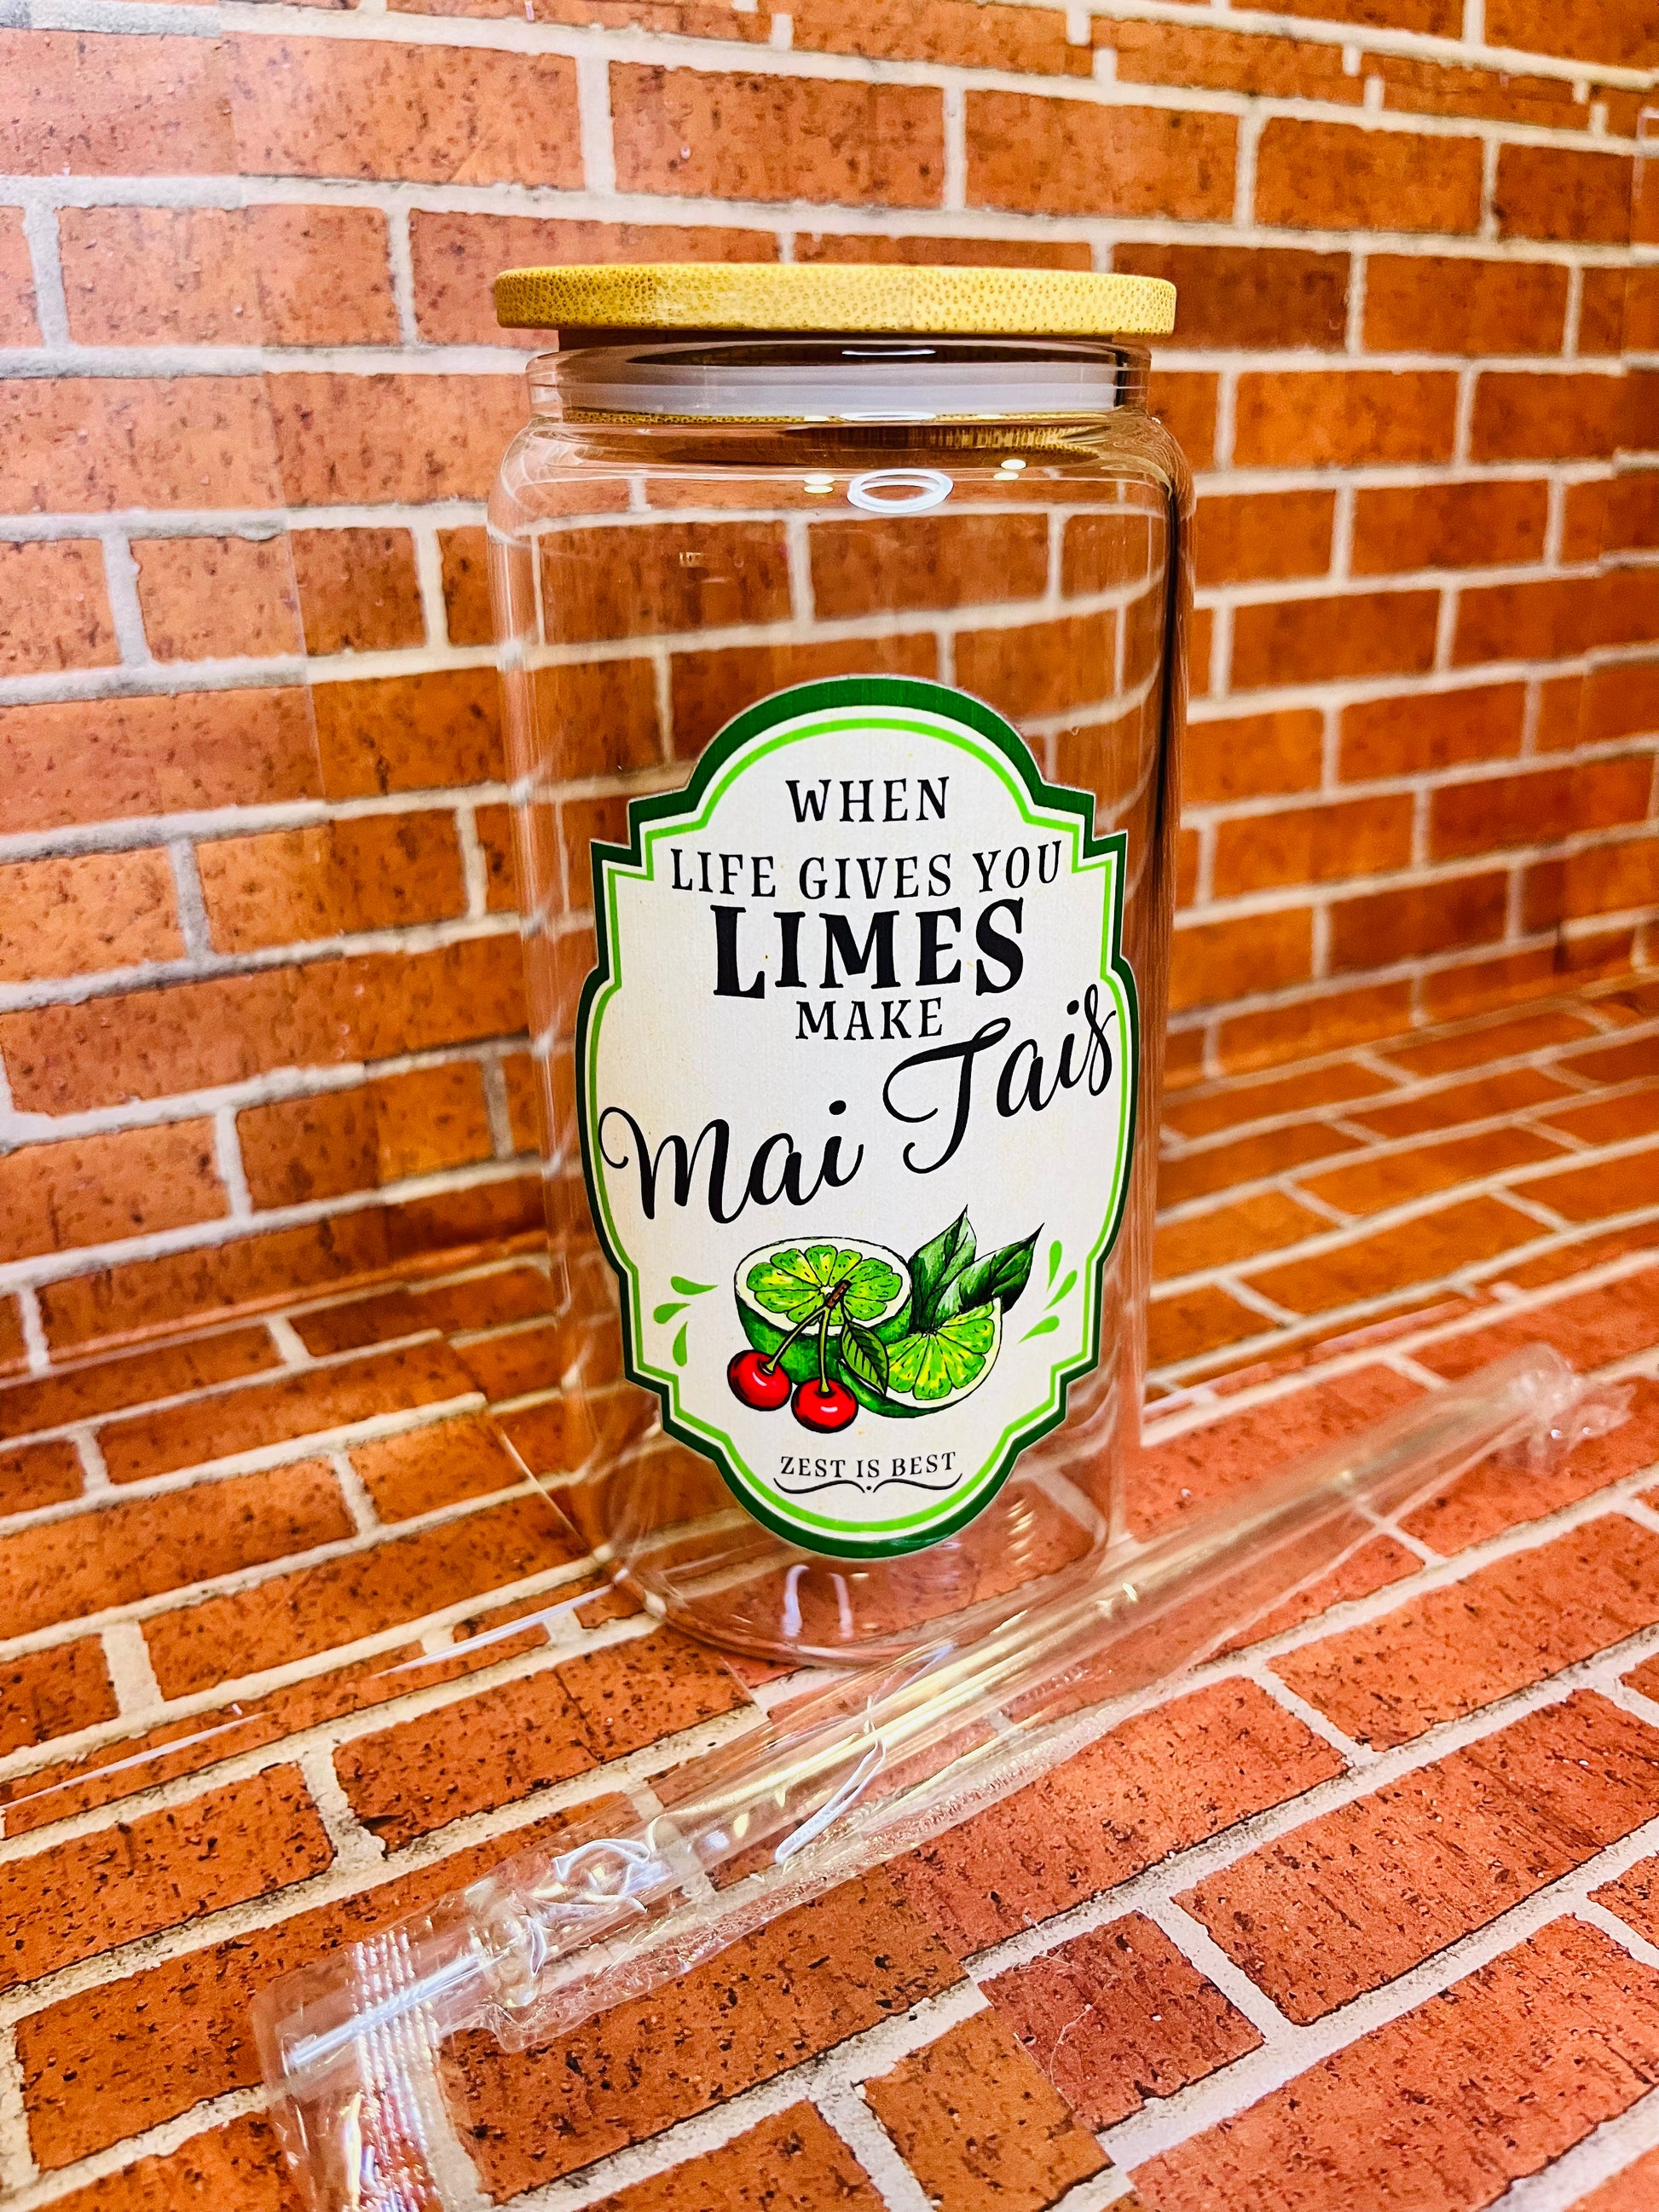 WHEN
LIFE GIVES YOU
LIMES
MAKE
Mai Tais
ZEST IS BEST